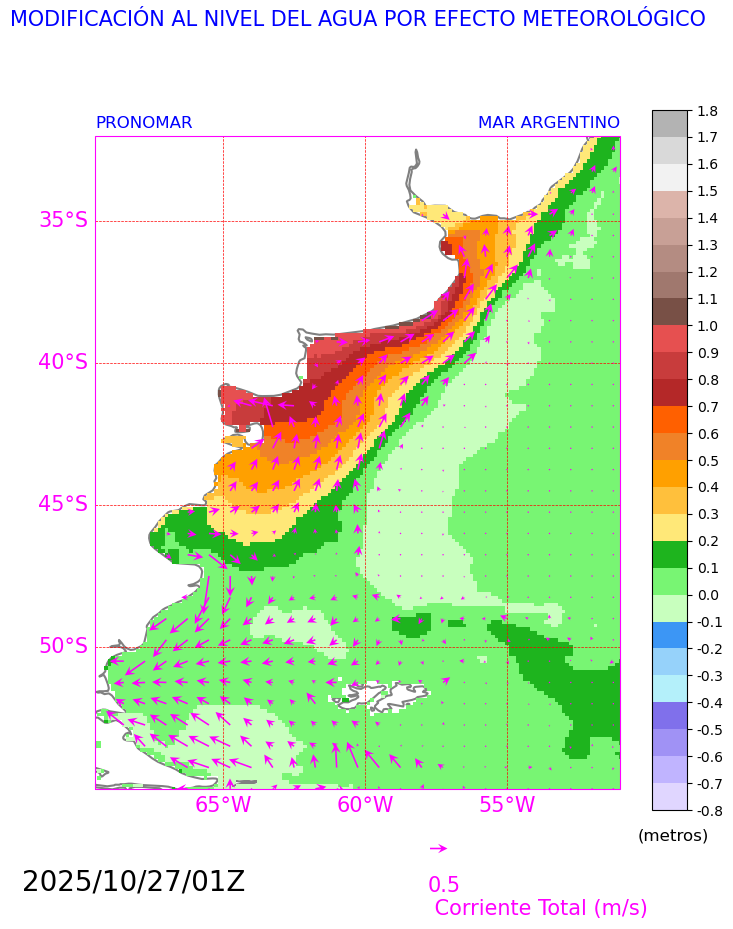 MODIFICACIÓN AL NIVEL DEL AGUA POR EFECTO METEOROLÓGICO
PRONOMAR MAR ARGENTINO
35°S
40°S
45°S
50°S
65°W 60°W 55°W
1.8
1.7
1.6
1.5
1.4
1.3
1.2
1.1
1.0
0.9
0.8
0.7
0.6
0.5
0.4
0.3
0.2
0.1
0.0
-0.1
-0.2
-0.3
-0.4
-0.5
-0.6
-0.7
-0.8
(metros)
2025/10/27/01Z
0.5
Corriente Total (m/s)